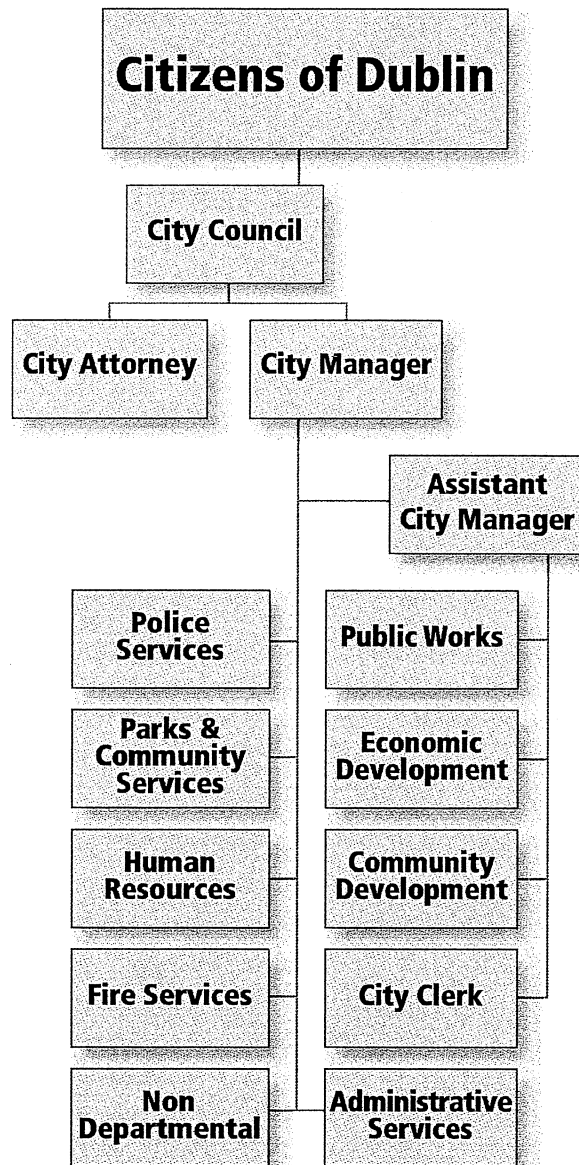 Citizens of Dublin
City Council
City Attorney
City Manager
Assistant
City Manager
Police
Services
Public Works
Parks &
Community
Services
Economic
Development
Human
Resources
Community
Development
Fire Services
City Clerk
Non
Departmental
Administrative
Services